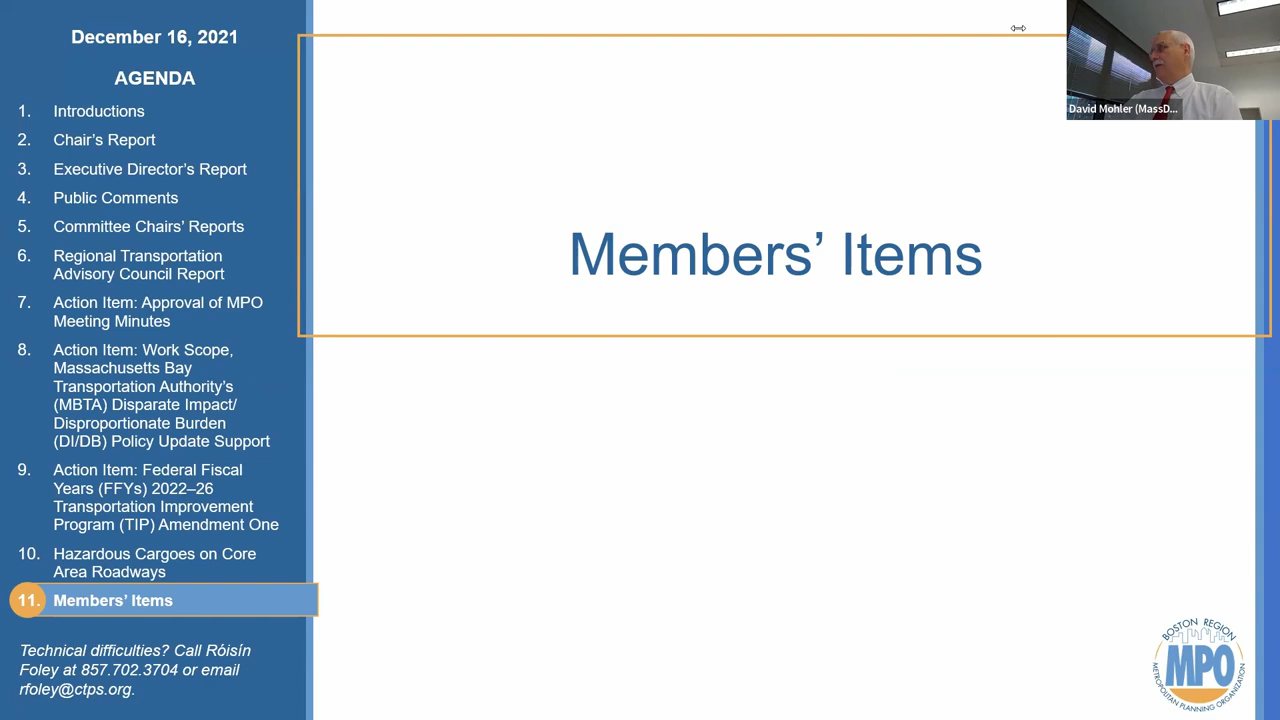 December 16, 2021
AGENDA
1. Introductions
2. Chair’s Report
3. Executive Director’s Report
4. Public Comments
5. Committee Chairs’ Reports
6. Regional Transportation
Advisory Council Report
7. Action Item: Approval of MPO
Meeting Minutes
8. Action Item: Work Scope,
Massachusetts Bay
Transportation Authority’s
(MBTA) Disparate Impact/
Disproportionate Burden
(DI/DB) Policy Update Support
9. Action Item: Federal Fiscal
Years (FFYs) 2022–26
Transportation Improvement
Program (TIP) Amendment One
10. Hazardous Cargoes on Core
Area Roadways
11. Members’ Items
Technical difficulties? Call Róisín
Foley at 857.702.3704 or email
rfoley@ctps.org.
Members’ Items
David Mohler (MassD...
BOSTON REGION
MPO
METROPOLITAN PLANNING ORGANIZATION